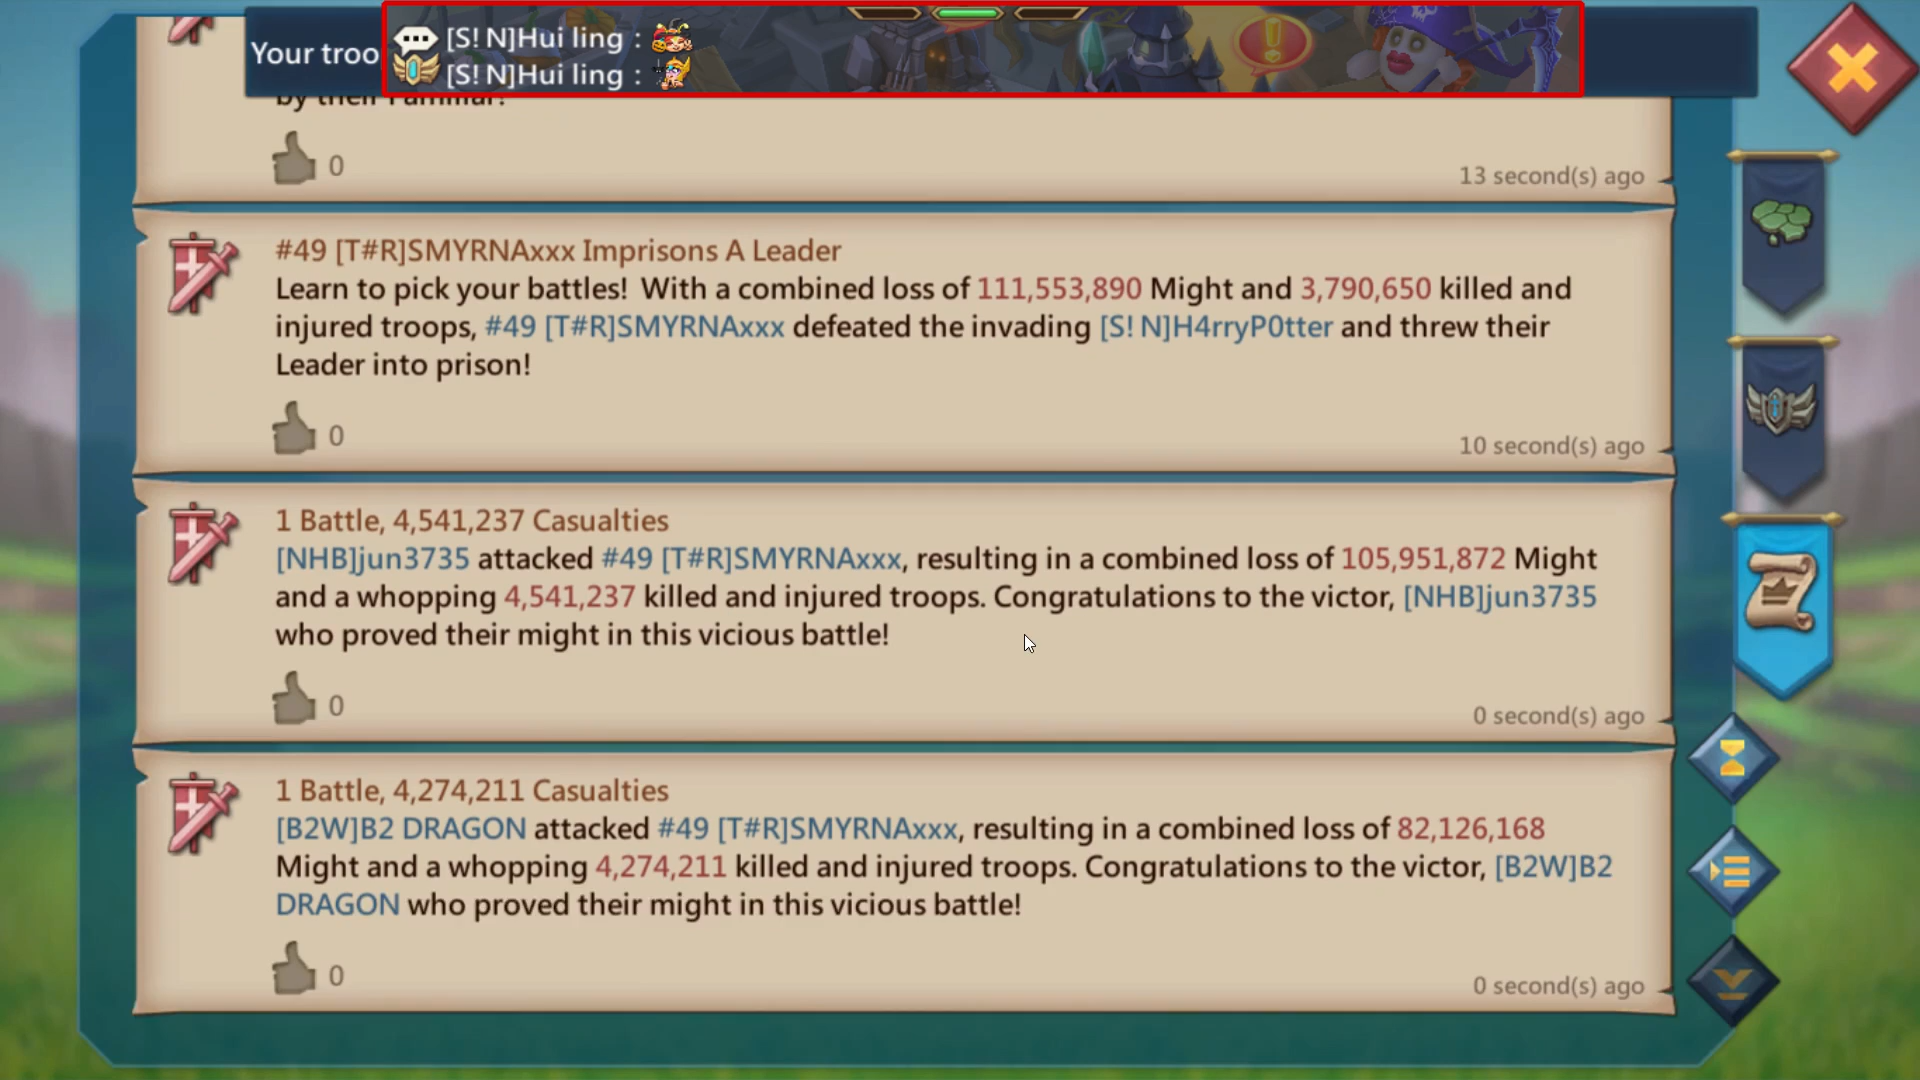 Your troo
[S! N]Hui ling :
[S! N]Hui ling :
by their Familiar!
0
13 second(s) ago
#49 [T#R]SMYRNAxxx Imprisons A Leader
Learn to pick your battles! With a combined loss of 111,553,890 Might and 3,790,650 killed and
injured troops, #49 [T#R]SMYRNAxxx defeated the invading [S! N]H4rryP0tter and threw their
Leader into prison!
0
10 second(s) ago
1 Battle, 4,541,237 Casualties
[NHB]jun3735 attacked #49 [T#R]SMYRNAxxx, resulting in a combined loss of 105,951,872 Might
and a whopping 4,541,237 killed and injured troops. Congratulations to the victor, [NHB]jun3735
who proved their might in this vicious battle!
0
0 second(s) ago
1 Battle, 4,274,211 Casualties
[B2W]B2 DRAGON attacked #49 [T#R]SMYRNAxxx, resulting in a combined loss of 82,126,168
Might and a whopping 4,274,211 killed and injured troops. Congratulations to the victor, [B2W]B2
DRAGON who proved their might in this vicious battle!
0
0 second(s) ago